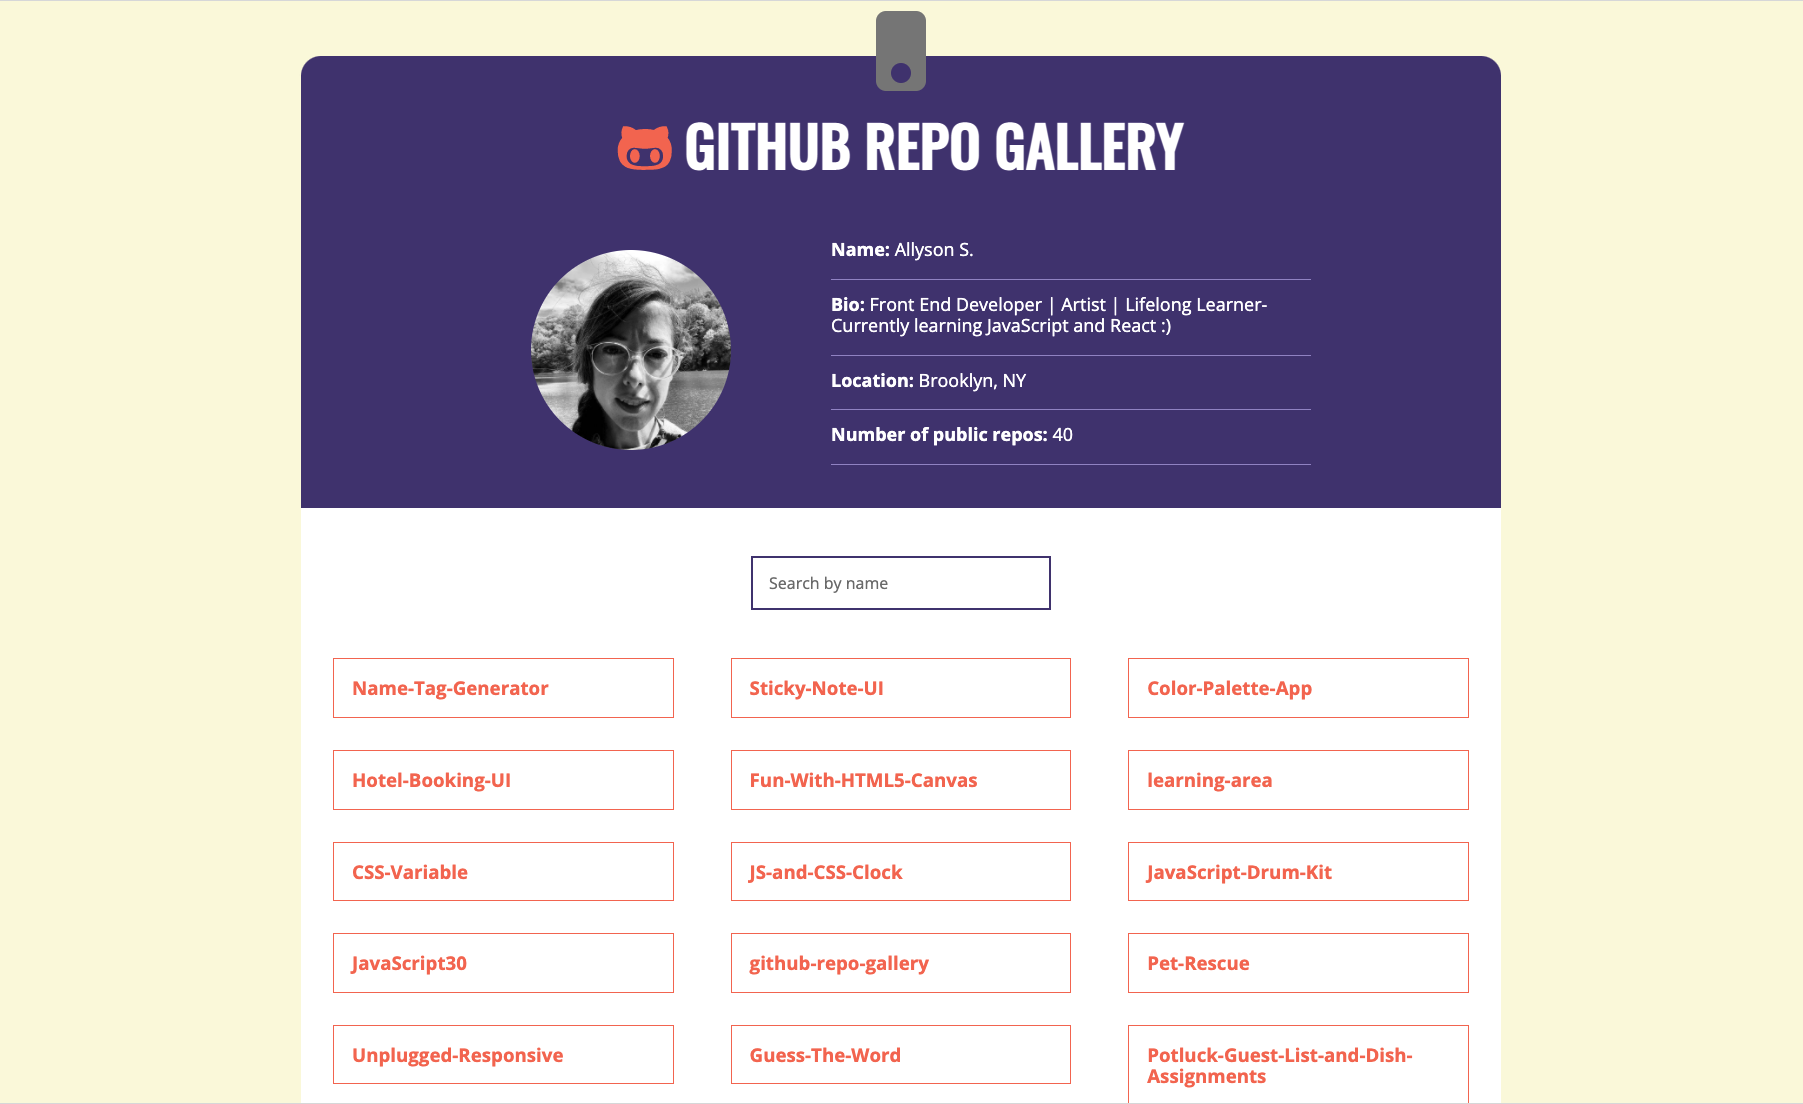 GITHUB REPO GALLERY
Name: Allyson S.
Bio: Front End Developer | Artist | Lifelong Learner-
Currently learning JavaScript and React :)
Location: Brooklyn, NY
Number of public repos: 40
Search by name
Name-Tag-Generator
Sticky-Note-UI
Color-Palette-App
Hotel-Booking-UI
Fun-With-HTML5-Canvas
learning-area
CSS-Variable
JS-and-CSS-Clock
JavaScript-Drum-Kit
JavaScript30
github-repo-gallery
Pet-Rescue
Unplugged-Responsive
Guess-The-Word
Potluck-Guest-List-and-Dish-
Assignments